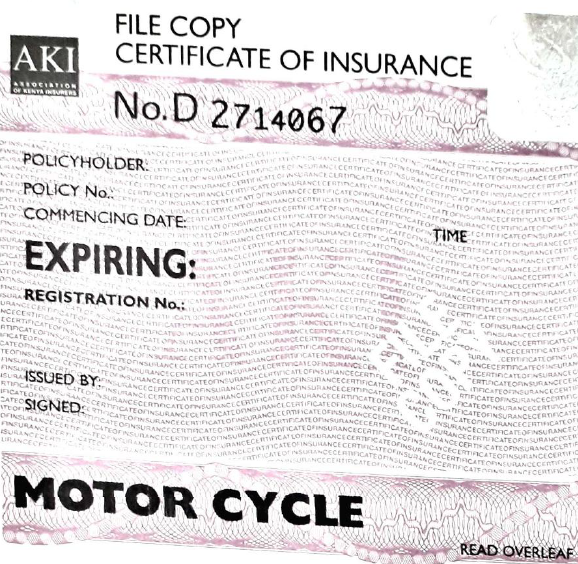 FILE COPY
CERTIFICATE OF INSURANCE
AKI
ASSOCIATION
OF KENYA INSURERS
No.D 2714067
POLICYHOLDER:
POLICY No.:
COMMENCING DATE:
TIME
EXPIRING:
REGISTRATION No.:
ISSUED BY:
SIGNED:
MOTOR CYCLE
READ OVERLEAF